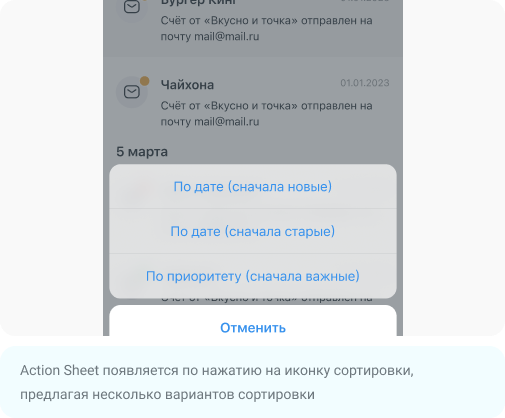 Бургер Кинг
Счёт от «Вкусно и точка» отправлен на
почту mail@mail.ru
Чайхона
01.01.2023
Счёт от «Вкусно и точка» отправлен на
почту mail@mail.ru
5 марта
По дате (сначала новые)
По дате (сначала старые)
По приоритету (сначала важные)
Счёт от «Вкусно и точка» отправлен на
Отменить
Action Sheet появляется по нажатию на иконку сортировки,
предлагая несколько вариантов сортировки